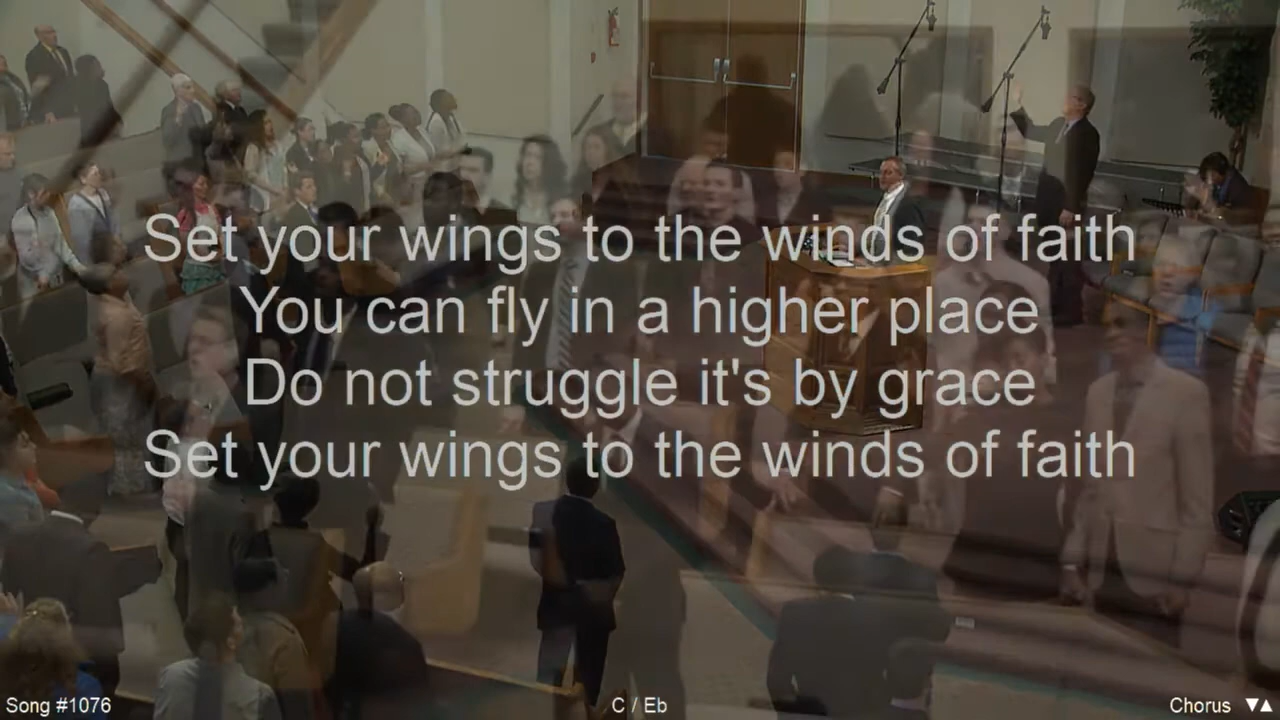 Set your wings to the winds of faith
You can fly in a higher place
Do not struggle it's by grace
Set your wings to the winds of faith
Song #1076
C / Eb
Chorus ▼▲